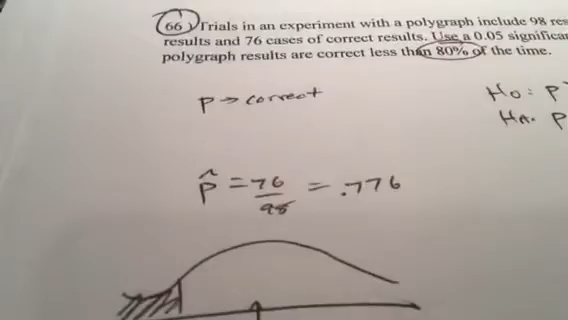 66) Trials in an experiment with a polygraph include 98
results and 76 cases of correct results. Use a 0.05
polygraph results are correct less than 80% of the time.
p → correct
H₀: p
Hₐ. p
p̂ = 76/98 = .776